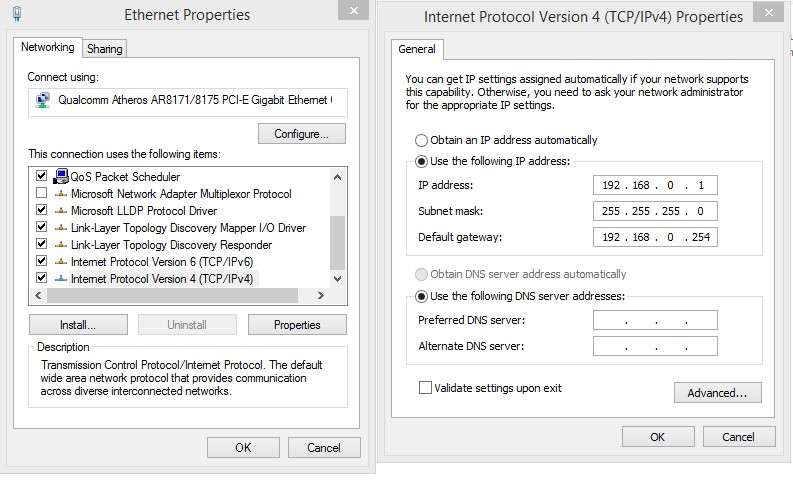 Ethernet Properties
Networking
Sharing
Connect using:
Qualcomm Atheros AR8171/8175 PCI-E Gigabit Ethernet (
Configure...
This connection uses the following items:
QoS Packet Scheduler
Microsoft Network Adapter Multiplexor Protocol
Microsoft LLDP Protocol Driver
Link-Layer Topology Discovery Mapper I/O Driver
Link-Layer Topology Discovery Responder
Internet Protocol Version 6 (TCP/IPv6)
Internet Protocol Version 4 (TCP/IPv4)
Install...
Uninstall
Properties
Description
Transmission Control Protocol/Internet Protocol. The default
wide area network protocol that provides communication
across diverse interconnected networks.
OK
Cancel
Internet Protocol Version 4 (TCP/IPv4) Properties
General
You can get IP settings assigned automatically if your network supports
this capability. Otherwise, you need to ask your network administrator
for the appropriate IP settings.
Obtain an IP address automatically
Use the following IP address:
IP address: 192 . 168 . 0 . 1
Subnet mask: 255 . 255 . 255 . 0
Default gateway: 192 . 168 . 0 . 254
Obtain DNS server address automatically
Use the following DNS server addresses:
Preferred DNS server: . . .
Alternate DNS server: . . .
Validate settings upon exit
Advanced...
OK
Cancel